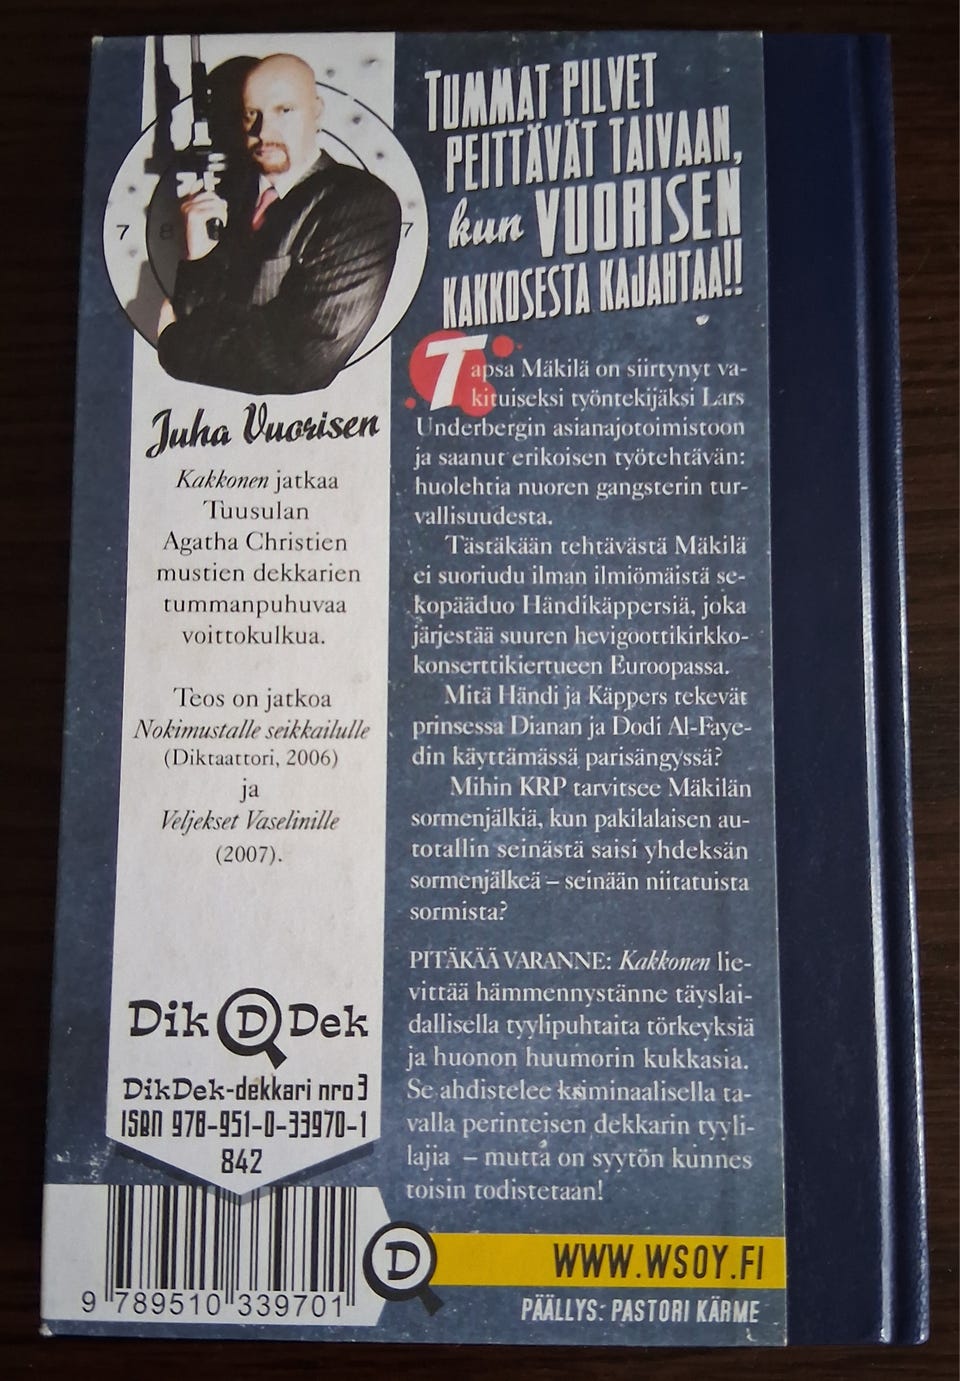 TUMMAT PILVET
PEITTÄVÄT TAIVAAN,
kun VUORISEN
KAKKOSESTA KAJAHTAA!!
7 8 7
Juha Vuorisen
Kakkonen jatkaa
Tuusulan
Agatha Christien
mustien dekkarien
tummanpuhuvaa
voittokulkua.
Teos on jatkoa
Nokimustalle seikkailulle
(Diktaattori, 2006)
ja
Veljekset Vaselinille
(2007).
Dik D Dek
DikDek-dekkari nro 3
ISBN 978-951-0-33970-1
842
9 789510 339701
Tapsa Mäkilä on siirtynyt va-
kituiseksi työntekijäksi Lars
Underbergin asianajotoimistoon
ja saanut erikoisen työtehtävän:
huolehtia nuoren gangsterin tur-
vallisuudesta.
Tästäkään tehtävästä Mäkilä
ei suoriudu ilman ilmiömäistä se-
kopääduo Händikäppersiä, joka
järjestää suuren hevigoottikirkko-
konserttikiertueen Euroopassa.
Mitä Händi ja Käppers tekevät
prinsessa Dianan ja Dodi Al-Faye-
din käyttämässä parisängyssä?
Mihin KRP tarvitsee Mäkilän
sormenjälkiä, kun pakilalaisen au-
totallin seinästä saisi yhdeksän
sormenjälkeä – seinään niitatuista
sormista?
PITÄKÄÄ VARANNE: Kakkonen lie-
vittää hämmennystänne täyslai-
dallisella tyylipuhtaita törkeyksiä
ja huonon huumorin kukkasia.
Se ahdistelee kriminaalisella ta-
valla perinteisen dekkarin tyyli-
lajia – mutta on syytön kunnes
toisin todistetaan!
D
WWW.WSOY.FI
PÄÄLLYS: PASTORI KÄRME